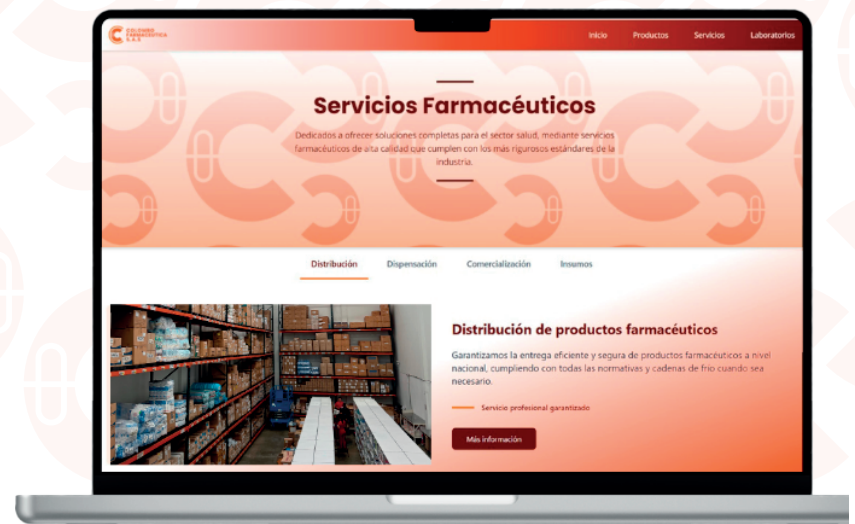 COLOMBIA
FARMACÉUTICA
S.A.S
Inicio Productos Servicios Laboratorios
Servicios Farmacéuticos
Dedicados a ofrecer soluciones completas para el sector salud, mediante servicios
farmacéuticos de alta calidad que cumplen con los más rigurosos estándares de la
industria.
Distribución Dispensación Comercialización Insumos
Distribución de productos farmacéuticos
Garantizamos la entrega eficiente y segura de productos farmacéuticos a nivel
nacional, cumpliendo con todas las normativas y cadenas de frío cuando sea
necesario.
Servicio profesional garantizado
Más información